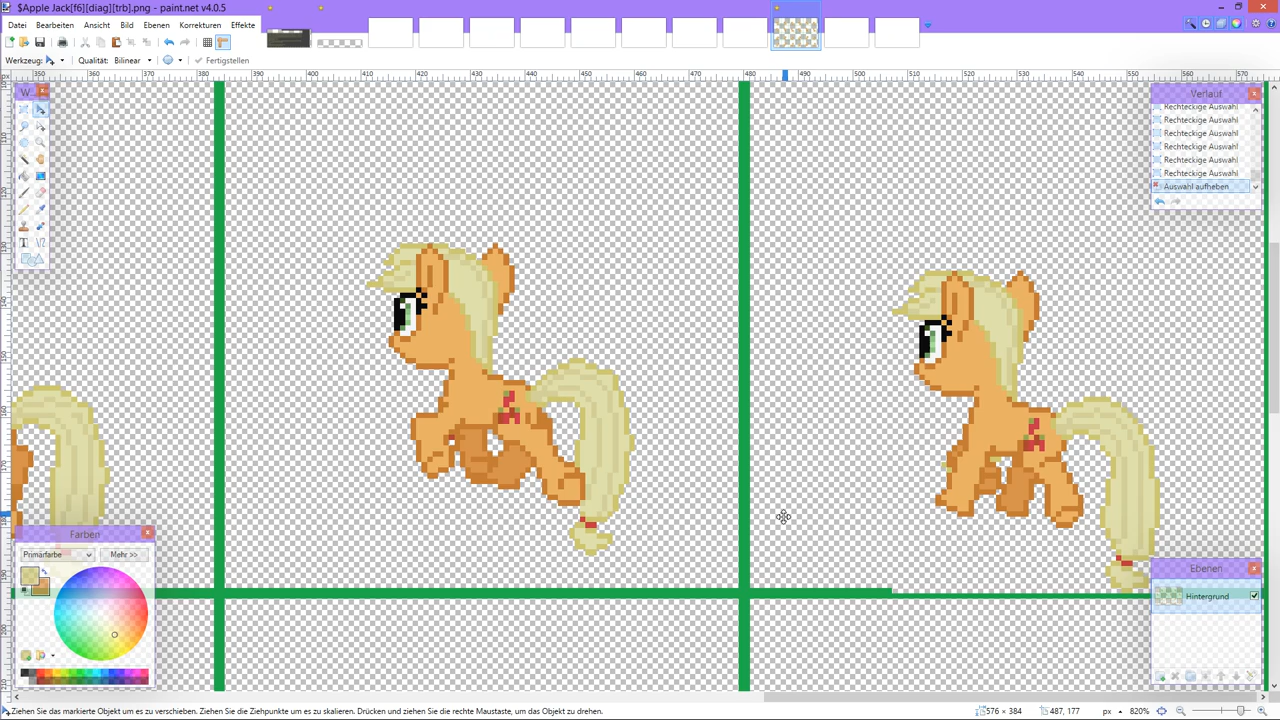 $Apple Jack[f6][diag][trb].png - paint.net v4.0.5
Datei Bearbeiten Ansicht Bild Ebenen Korrekturen Effekte
Werkzeug: Qualität: Bilinear Fertigstellen
px 350 360 370 380 390 400 410 420 430 440 450 460 470 480 490 500 510 520 530 540 550 560 570
W...
Verlauf
Rechteckige Auswahl
Rechteckige Auswahl
Rechteckige Auswahl
Rechteckige Auswahl
Rechteckige Auswahl
Rechteckige Auswahl
Auswahl aufheben
Farben
Primärfarbe Mehr >>
Ebenen
Hintergrund
Ziehen Sie das markierte Objekt um es zu verschieben. Ziehen Sie die Ziehpunkte um es zu skalieren. Drücken und ziehen Sie die rechte Maustaste, um das Objekt zu drehen.
576 × 384 487, 177 px 820%